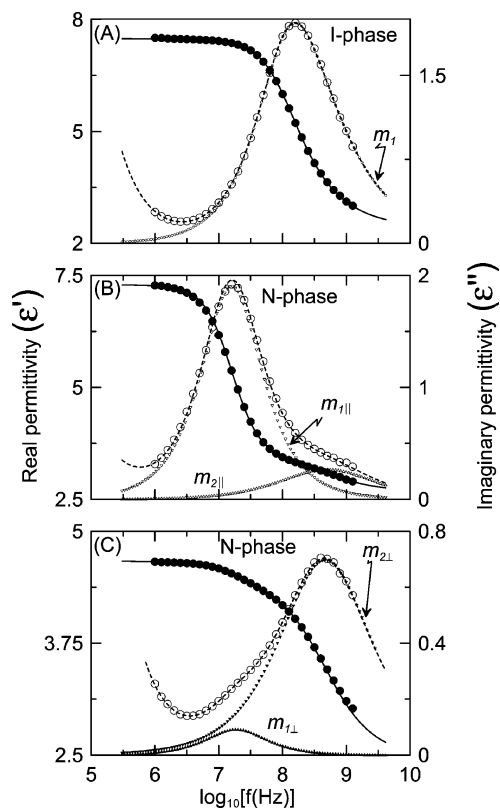 (A) I-phase
8
5
2
1.5
0
m1
(B) N-phase
7.5
5
2.5
2
1
0
m1||
m2||
(C) N-phase
5
3.75
2.5
0.8
0.4
0
m2⊥
m1⊥
5 6 7 8 9 10
log10[f(Hz)]
Real permittivity (ε')
Imaginary permittivity (ε'')